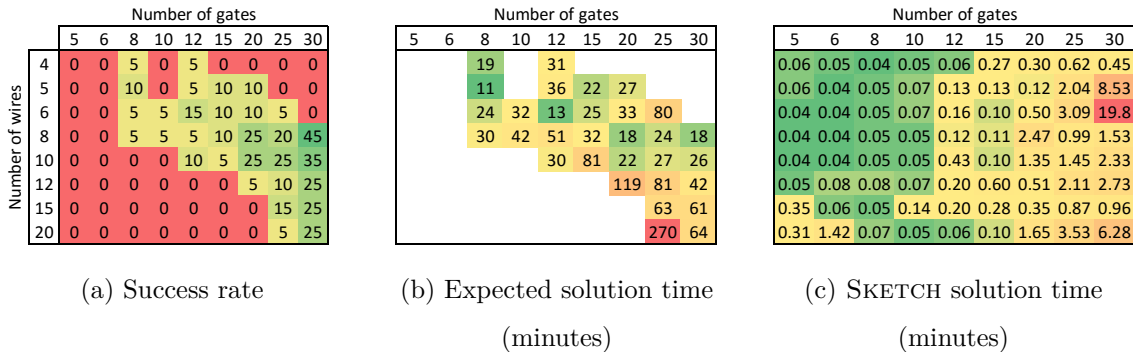 Number of gates
5 6 8 10 12 15 20 25 30
Number of wires
4 0 0 5 0 5 0 0 0 0
5 0 0 10 0 5 10 10 0 0
6 0 0 5 5 15 10 10 5 0
8 0 0 5 5 5 10 25 20 45
10 0 0 0 0 10 5 25 25 35
12 0 0 0 0 0 0 5 10 25
15 0 0 0 0 0 0 0 15 25
20 0 0 0 0 0 0 0 5 25
(a) Success rate
Number of gates
5 6 8 10 12 15 20 25 30
19 31
11 36 22 27
24 32 13 25 33 80
30 42 51 32 18 24 18
30 81 22 27 26
119 81 42
63 61
270 64
(b) Expected solution time
(minutes)
Number of gates
5 6 8 10 12 15 20 25 30
0.06 0.05 0.04 0.05 0.06 0.27 0.30 0.62 0.45
0.06 0.04 0.05 0.07 0.13 0.13 0.12 2.04 8.53
0.04 0.04 0.05 0.07 0.16 0.10 0.50 3.09 19.8
0.04 0.04 0.05 0.05 0.12 0.11 2.47 0.99 1.53
0.04 0.04 0.05 0.05 0.43 0.10 1.35 1.45 2.33
0.05 0.08 0.08 0.07 0.20 0.60 0.51 2.11 2.73
0.35 0.06 0.05 0.14 0.20 0.28 0.35 0.87 0.96
0.31 1.42 0.07 0.05 0.06 0.10 1.65 3.53 6.28
(c) SKETCH solution time
(minutes)